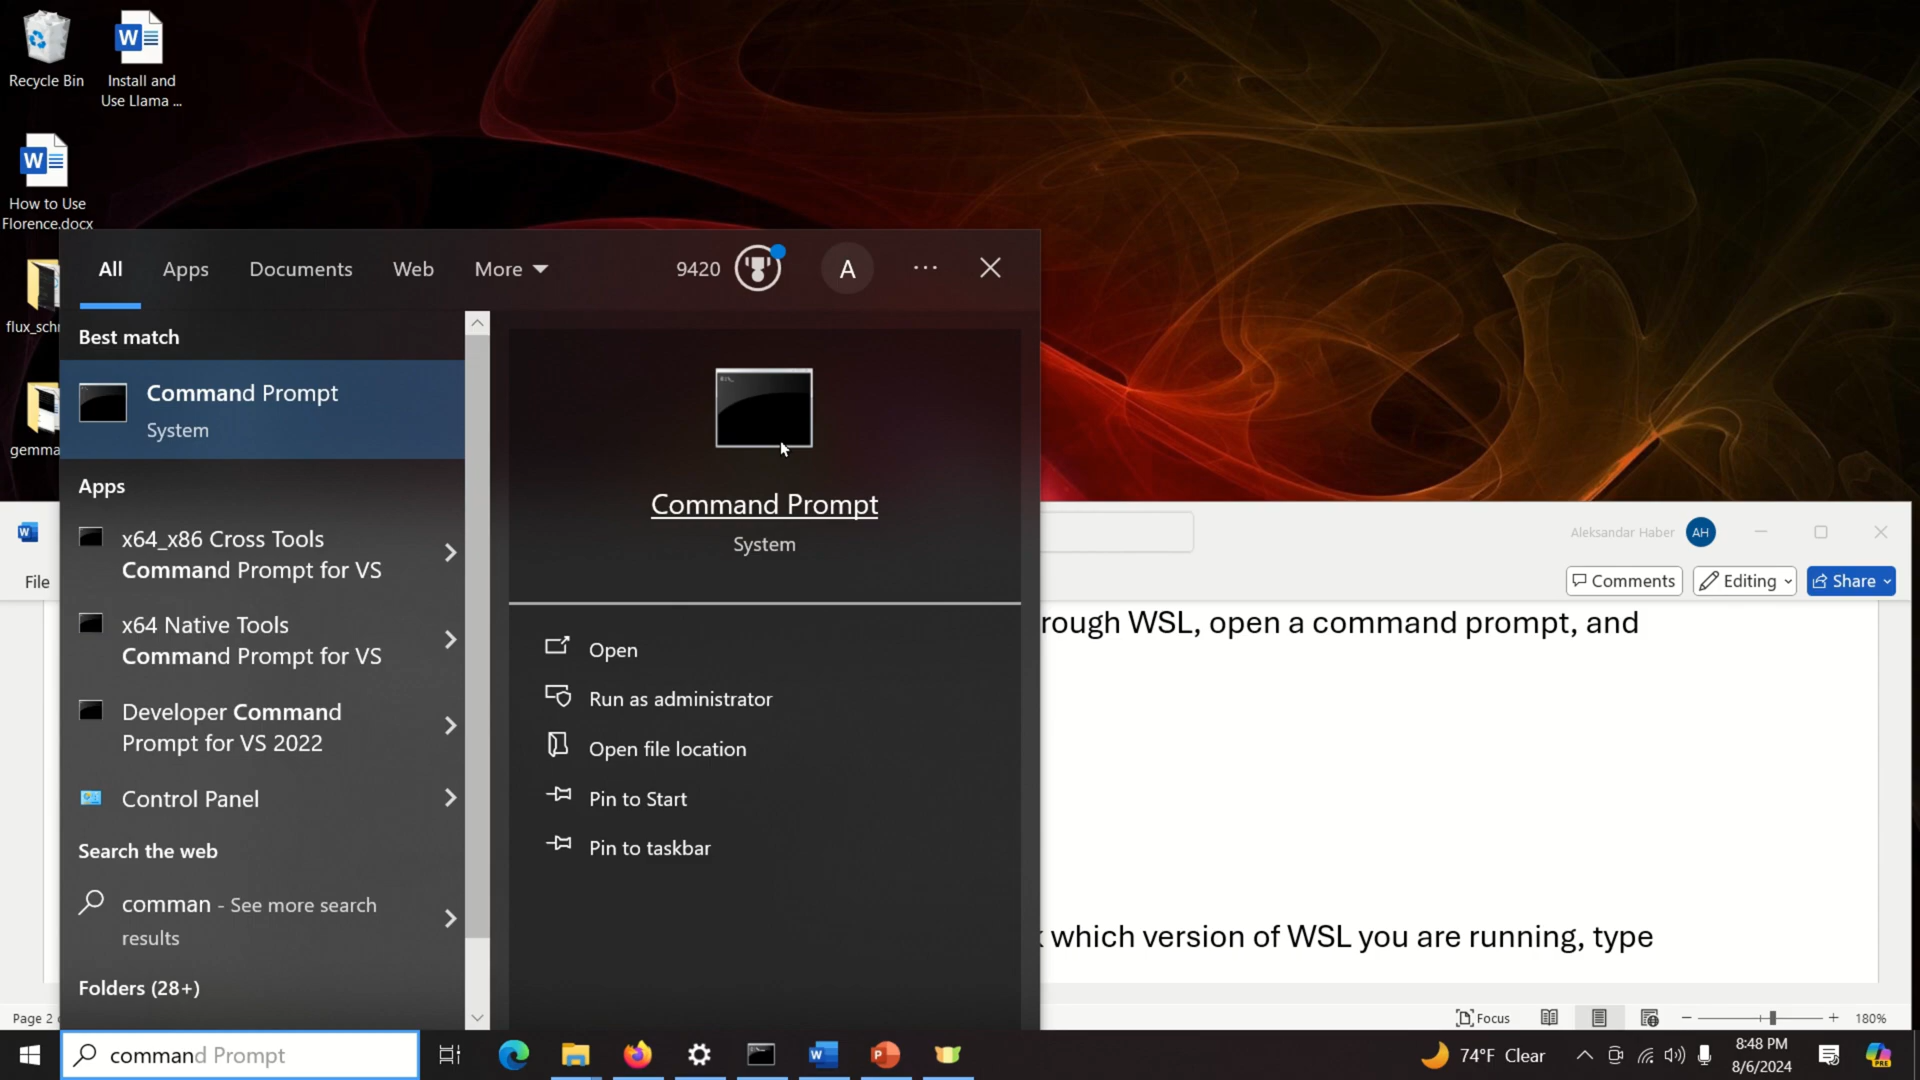 Recycle Bin
Install and
Use Llama ...
How to Use
Florence.docx
flux_sch
gemma
All
Apps
Documents
Web
More
9420
A
Best match
Command Prompt
System
Apps
x64_x86 Cross Tools
Command Prompt for VS
x64 Native Tools
Command Prompt for VS
Developer Command
Prompt for VS 2022
Control Panel
Search the web
comman - See more search
results
Folders (28+)
Command Prompt
System
Open
Run as administrator
Open file location
Pin to Start
Pin to taskbar
Aleksandar Haber
AH
File
Comments
Editing
Share
rough WSL, open a command prompt, and
which version of WSL you are running, type
Page 2
Focus
180%
command Prompt
74°F Clear
8:48 PM
8/6/2024